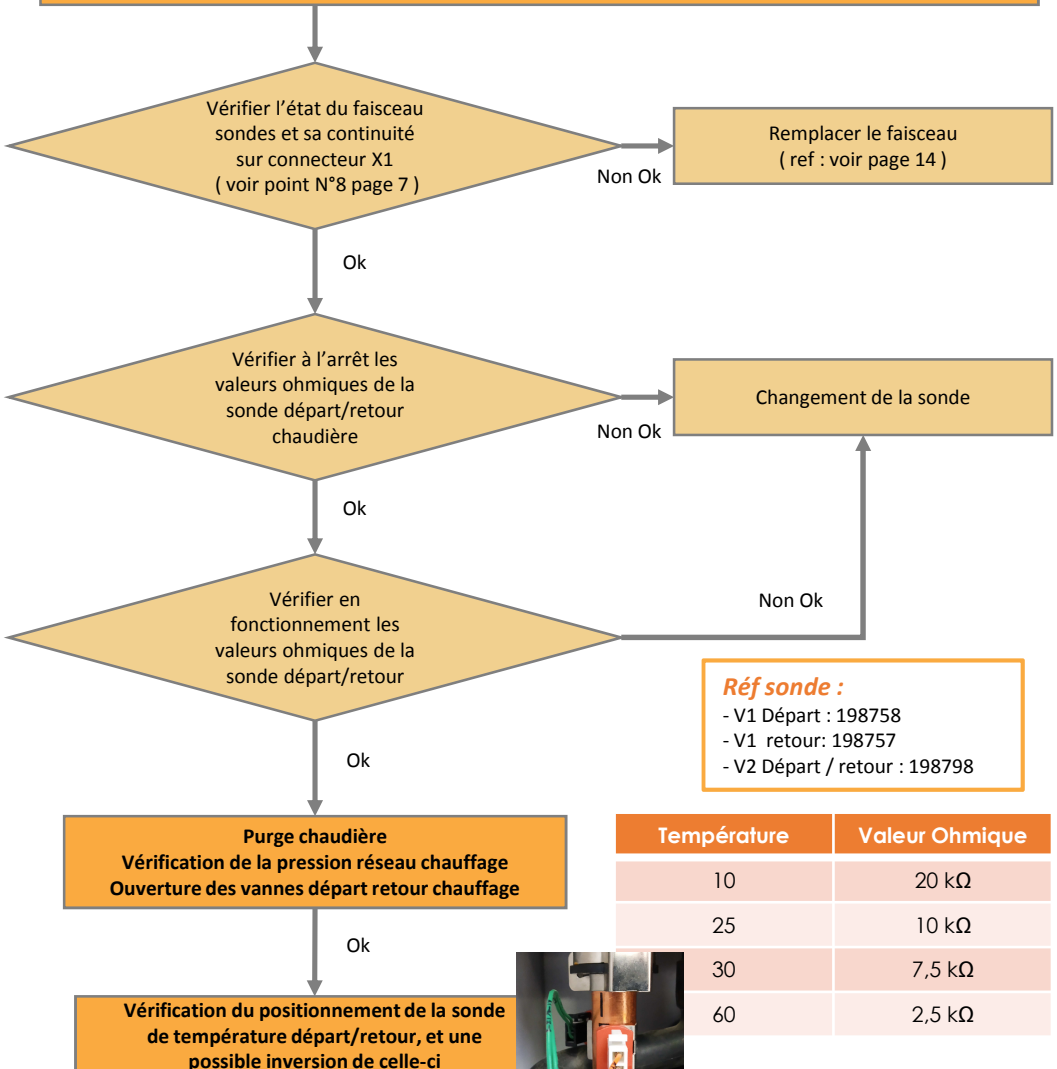 Vérifier l’état du faisceau
sondes et sa continuité
sur connecteur X1
( voir point N°8 page 7 )
Non Ok
Remplacer le faisceau
( ref : voir page 14 )
Ok
Vérifier à l’arrêt les
valeurs ohmiques de la
sonde départ/retour
chaudière
Non Ok
Changement de la sonde
Ok
Vérifier en
fonctionnement les
valeurs ohmiques de la
sonde départ/retour
Non Ok
Réf sonde :
- V1 Départ : 198758
- V1 retour: 198757
- V2 Départ / retour : 198798
Ok
Purge chaudière
Vérification de la pression réseau chauffage
Ouverture des vannes départ retour chauffage
Température Valeur Ohmique
10 20 kΩ
25 10 kΩ
30 7,5 kΩ
60 2,5 kΩ
Ok
Vérification du positionnement de la sonde
de température départ/retour, et une
possible inversion de celle-ci